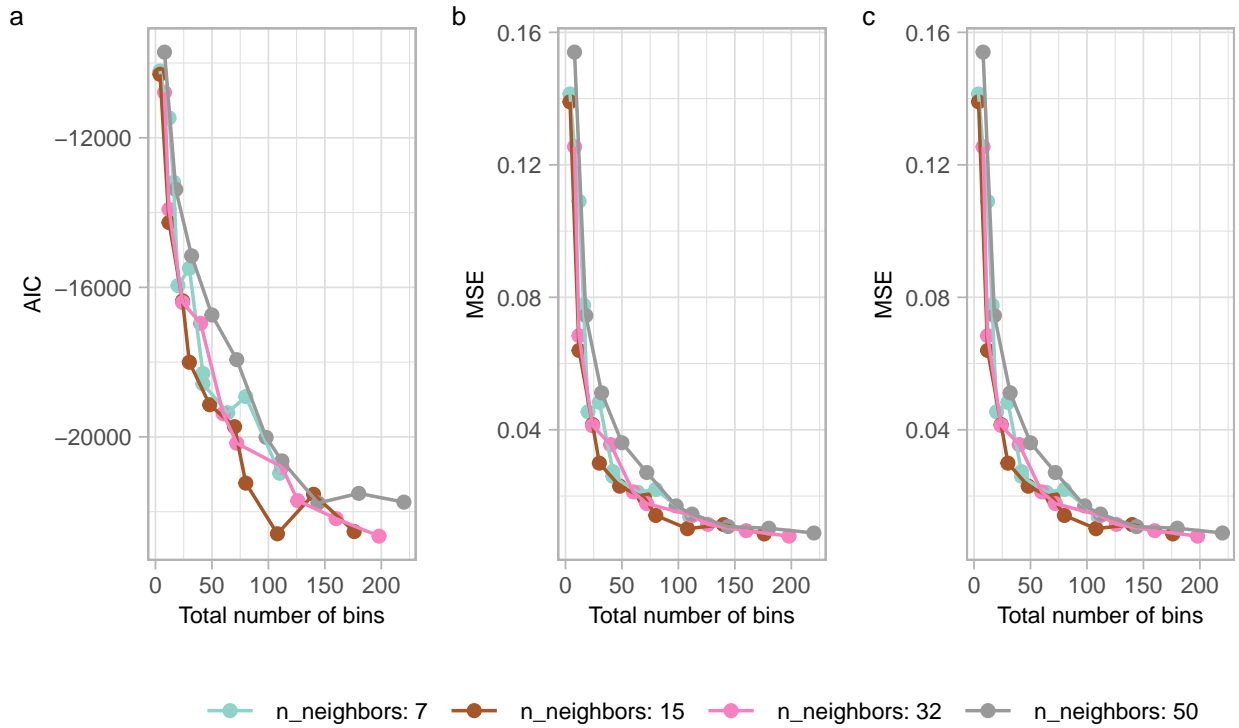 a
b
c
AIC
−12000
−16000
−20000
0 50 100 150 200
Total number of bins
MSE
0.16
0.12
0.08
0.04
0 50 100 150 200
Total number of bins
MSE
0.16
0.12
0.08
0.04
0 50 100 150 200
Total number of bins
n_neighbors: 7 n_neighbors: 15 n_neighbors: 32 n_neighbors: 50